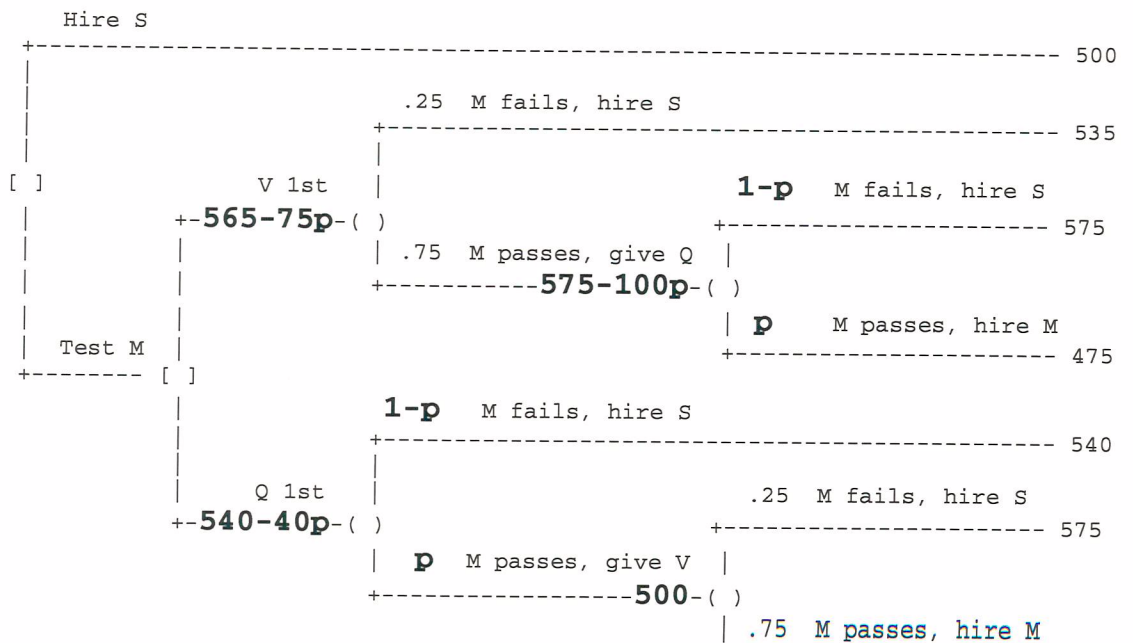 Hire S
+------------------------------------------------------------------------- 500
.25 M fails, hire S
+----------------------------------------------- 535
[ ]
V 1st
1-p M fails, hire S
+-565-75p-( )
+----------------------- 575
| .75 M passes, give Q |
+-----------575-100p-( )
| p M passes, hire M
| Test M |
+----------------------- 475
+-------- [ ]
1-p M fails, hire S
+----------------------------------------------- 540
Q 1st
.25 M fails, hire S
+-540-40p-( )
+----------------------- 575
| p M passes, give V |
+-----------------500-( )
| .75 M passes, hire M